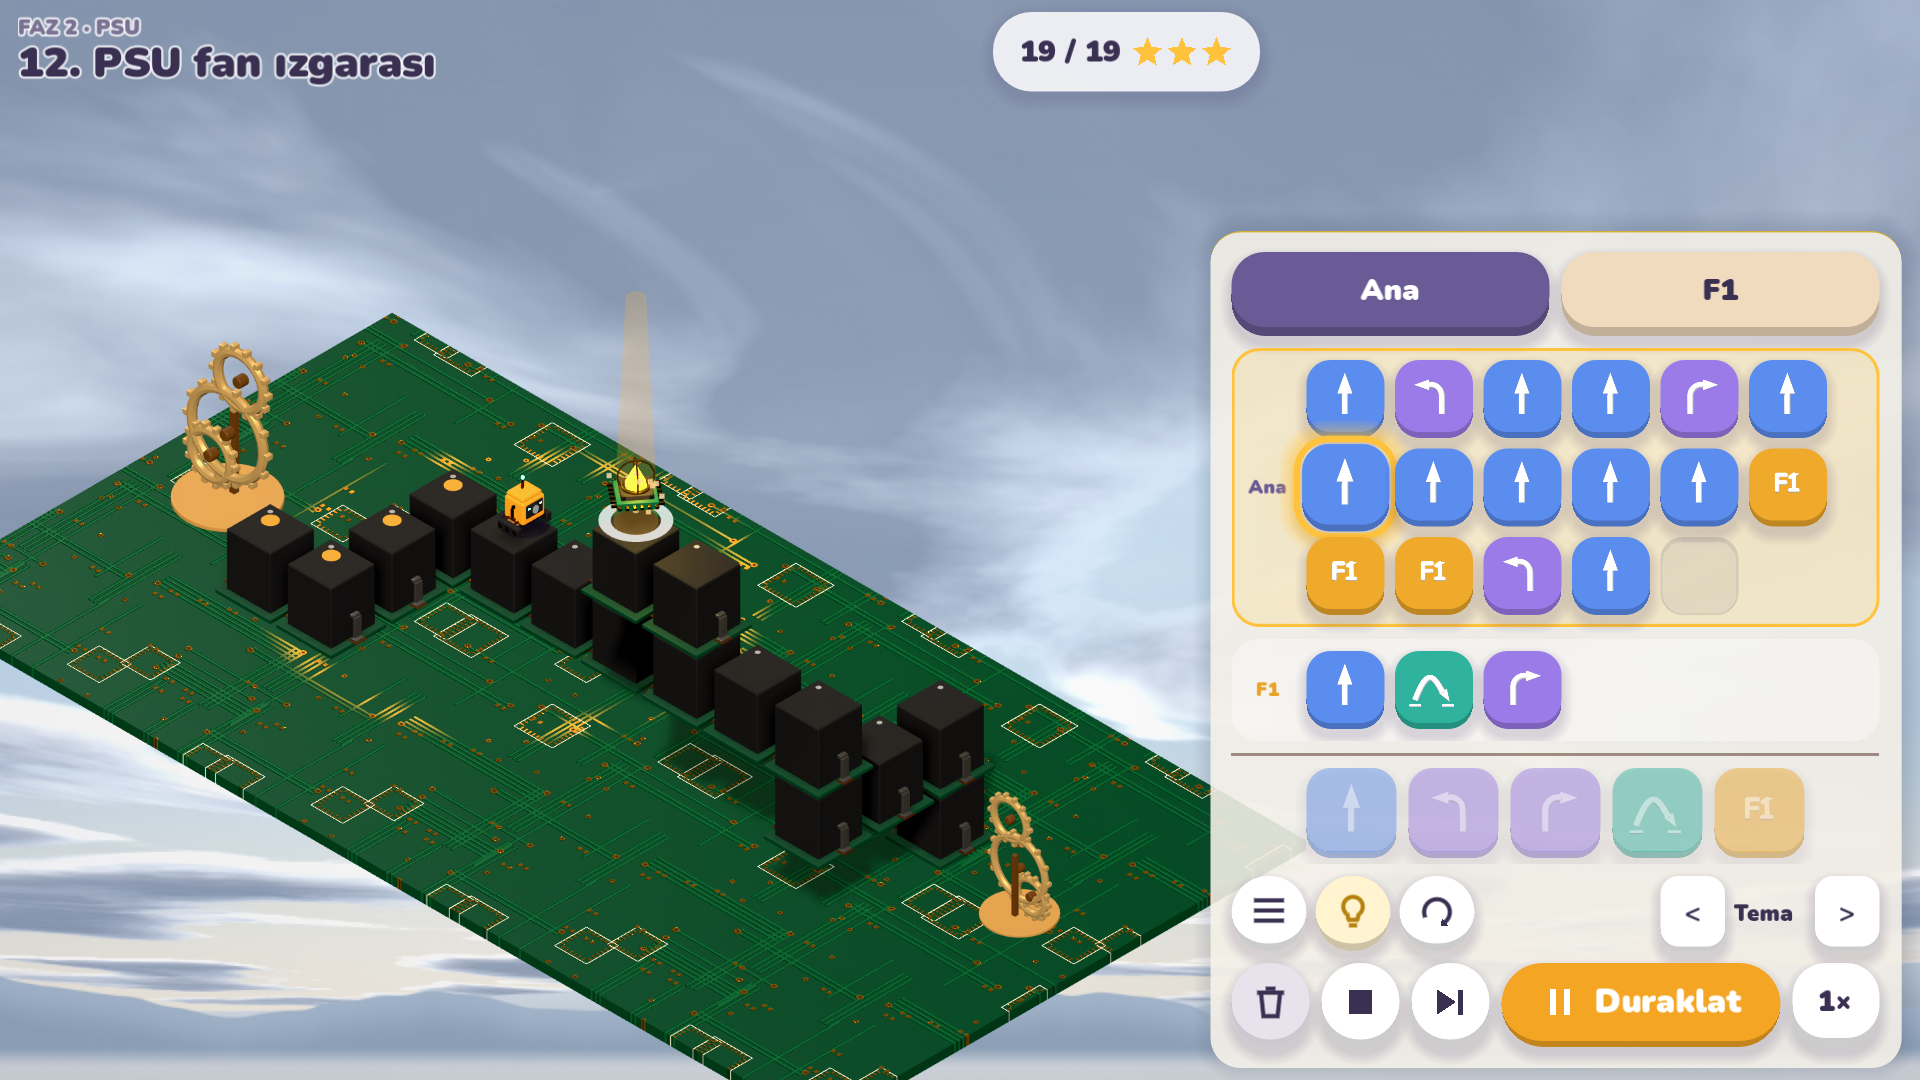 FAZ 2 • PSU
12. PSU fan ızgarası
19 / 19
Ana
F1
Ana
F1
F1
F1
F1
F1
< Tema >
Duraklat
1×